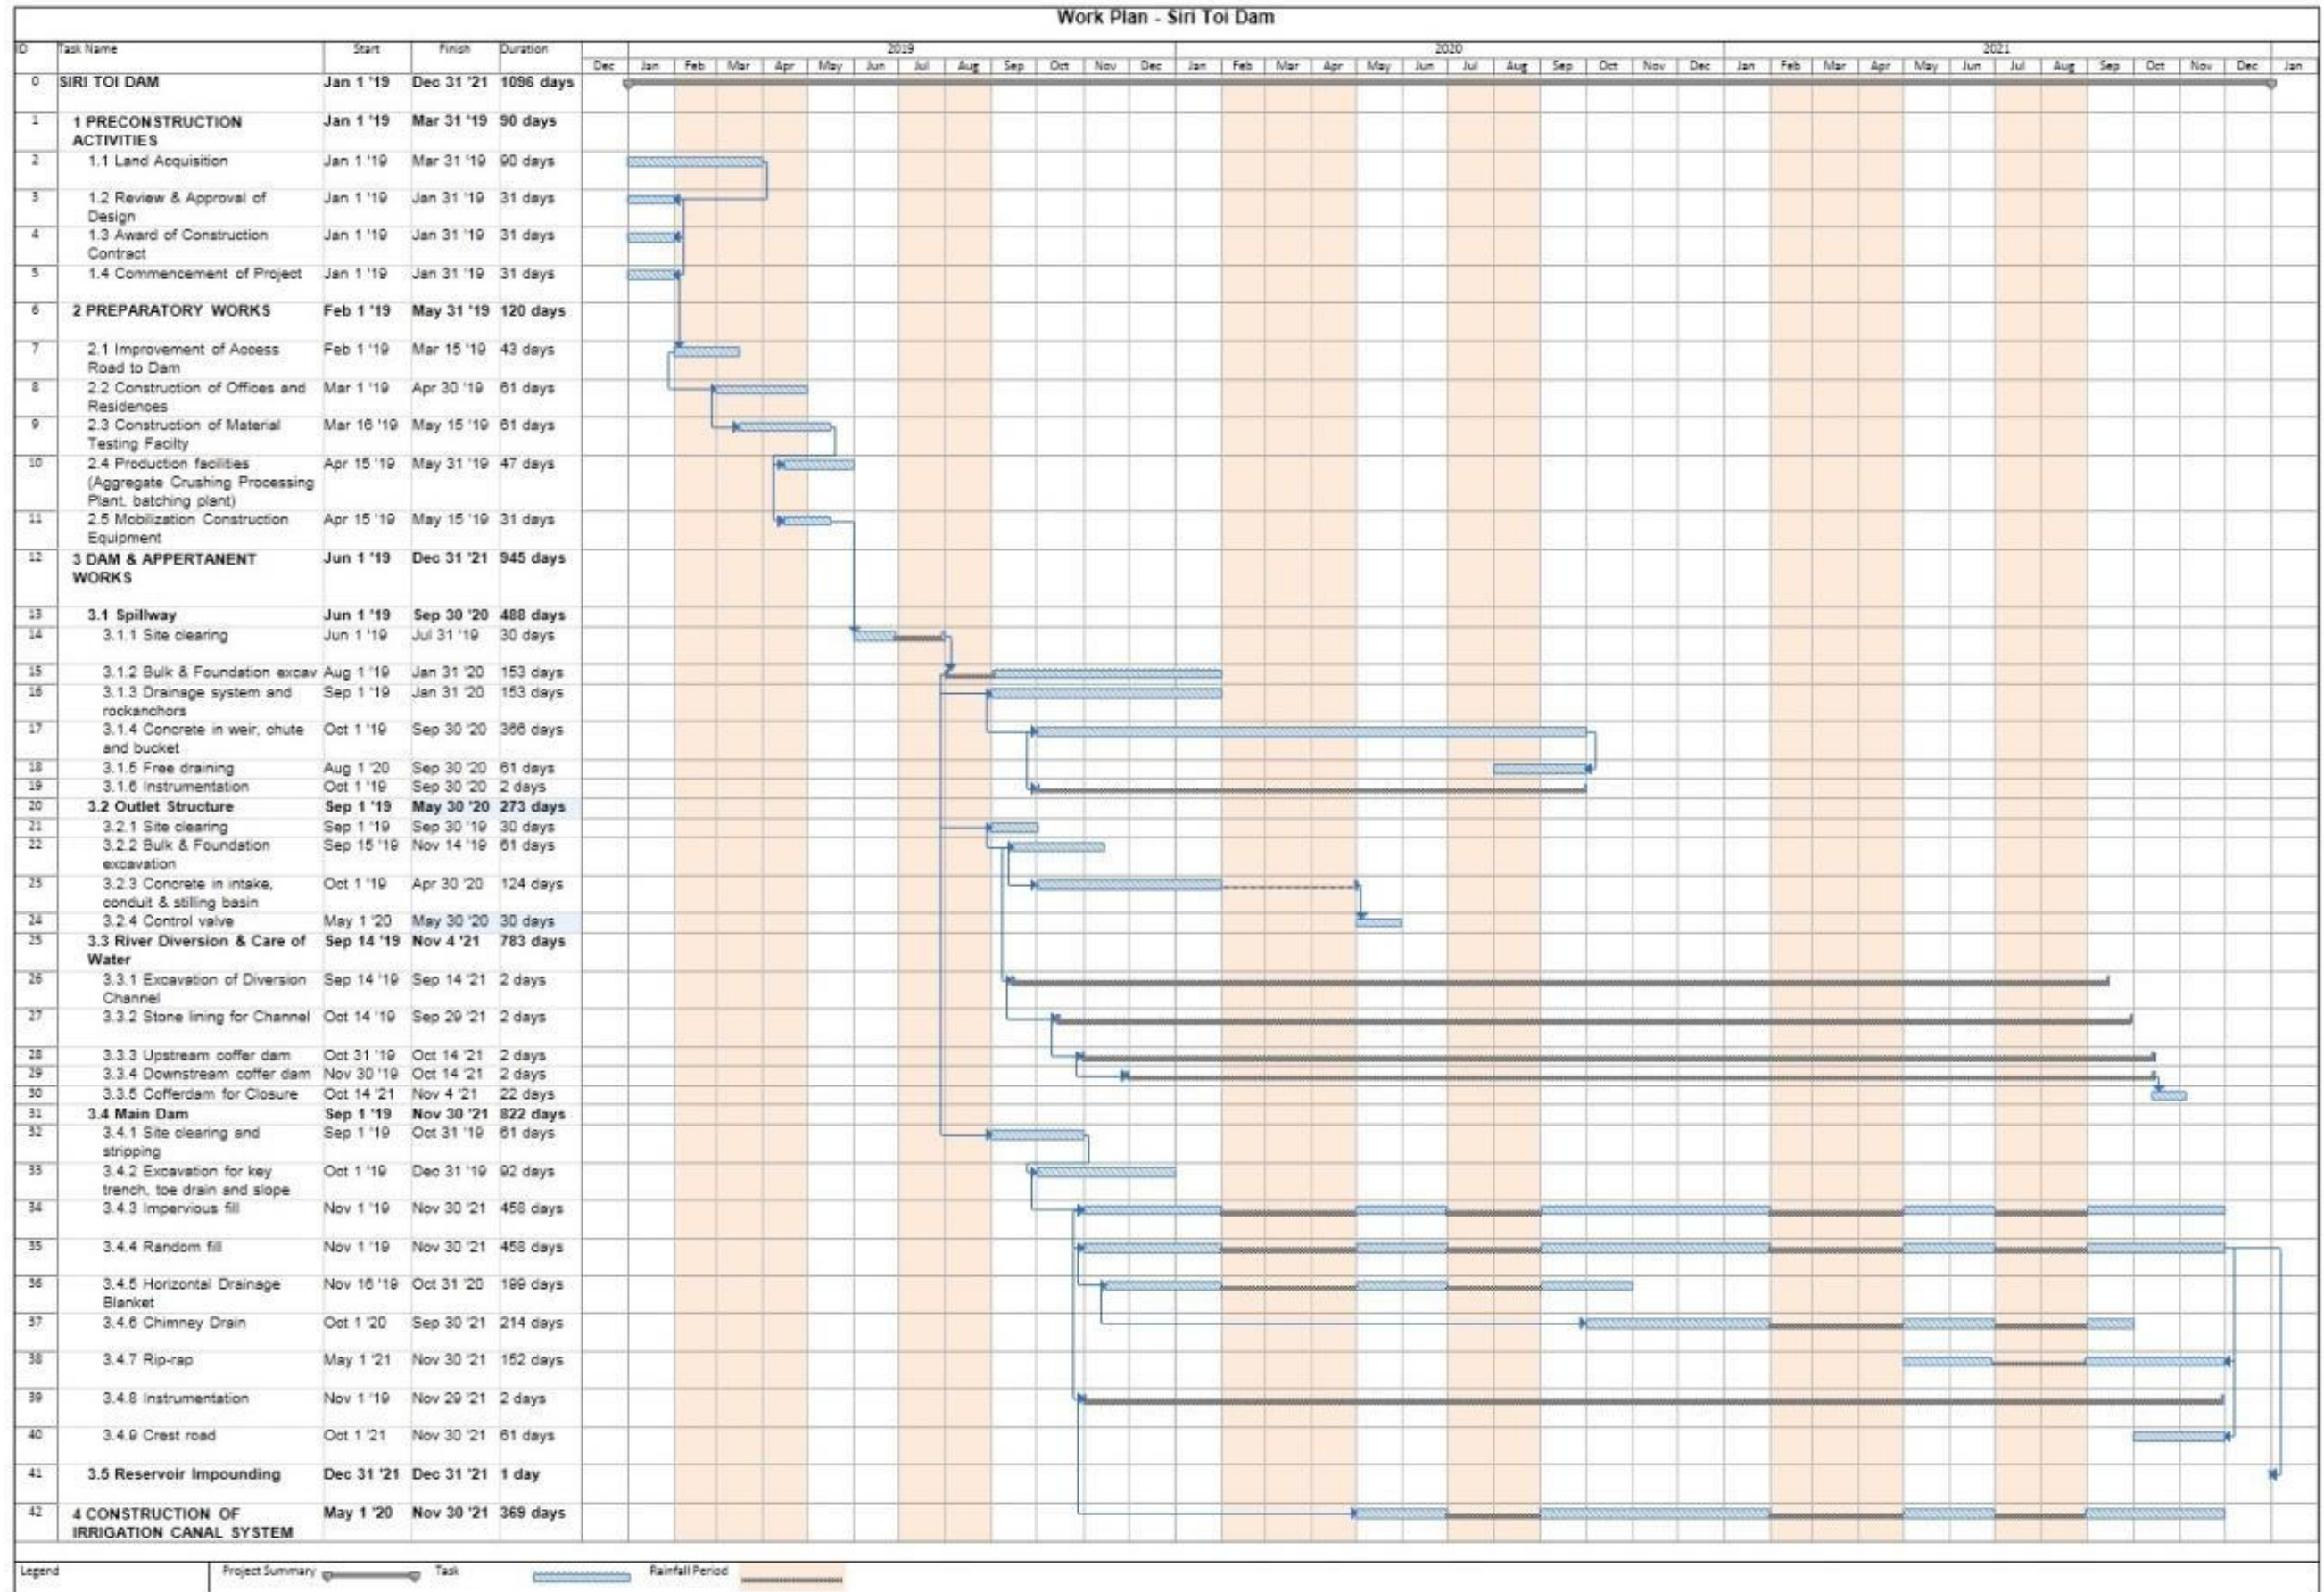 Work Plan - Siri Toi Dam
ID Task Name Start Finish Duration 2019 2020 2021
Dec Jan Feb Mar Apr May Jun Jul Aug Sep Oct Nov Dec Jan Feb Mar Apr May Jun Jul Aug Sep Oct Nov Dec Jan Feb Mar Apr May Jun Jul Aug Sep Oct Nov Dec Jan
0 SIRI TOI DAM Jan 1 '19 Dec 31 '21 1096 days
1 1 PRECONSTRUCTION Jan 1 '19 Mar 31 '19 90 days
ACTIVITIES
2 1.1 Land Acquisition Jan 1 '19 Mar 31 '19 90 days
3 1.2 Review & Approval of Jan 1 '19 Jan 31 '19 31 days
Design
4 1.3 Award of Construction Jan 1 '19 Jan 31 '19 31 days
Contract
5 1.4 Commencement of Project Jan 1 '19 Jan 31 '19 31 days
6 2 PREPARATORY WORKS Feb 1 '19 May 31 '19 120 days
7 2.1 Improvement of Access Feb 1 '19 Mar 15 '19 43 days
Road to Dam
8 2.2 Construction of Offices and Mar 1 '19 Apr 30 '19 61 days
Residences
9 2.3 Construction of Material Mar 16 '19 May 15 '19 61 days
Testing Facilty
10 2.4 Production facilities Apr 15 '19 May 31 '19 47 days
(Aggregate Crushing Processing
Plant, batching plant)
11 2.5 Mobilization Construction Apr 15 '19 May 15 '19 31 days
Equipment
12 3 DAM & APPERTANENT Jun 1 '19 Dec 31 '21 945 days
WORKS
13 3.1 Spillway Jun 1 '19 Sep 30 '20 488 days
14 3.1.1 Site clearing Jun 1 '19 Jul 31 '19 30 days
15 3.1.2 Bulk & Foundation excav Aug 1 '19 Jan 31 '20 153 days
16 3.1.3 Drainage system and Sep 1 '19 Jan 31 '20 153 days
rockanchors
17 3.1.4 Concrete in weir, chute Oct 1 '19 Sep 30 '20 366 days
and bucket
18 3.1.5 Free draining Aug 1 '20 Sep 30 '20 61 days
19 3.1.6 Instrumentation Oct 1 '19 Sep 30 '20 2 days
20 3.2 Outlet Structure Sep 1 '19 May 30 '20 273 days
21 3.2.1 Site clearing Sep 1 '19 Sep 30 '19 30 days
22 3.2.2 Bulk & Foundation Sep 15 '19 Nov 14 '19 61 days
excavation
23 3.2.3 Concrete in intake, Oct 1 '19 Apr 30 '20 124 days
conduit & stilling basin
24 3.2.4 Control valve May 1 '20 May 30 '20 30 days
25 3.3 River Diversion & Care of Sep 14 '19 Nov 4 '21 783 days
Water
26 3.3.1 Excavation of Diversion Sep 14 '19 Sep 14 '21 2 days
Channel
27 3.3.2 Stone lining for Channel Oct 14 '19 Sep 29 '21 2 days
28 3.3.3 Upstream coffer dam Oct 31 '19 Oct 14 '21 2 days
29 3.3.4 Downstream coffer dam Nov 30 '19 Oct 14 '21 2 days
30 3.3.5 Cofferdam for Closure Oct 14 '21 Nov 4 '21 22 days
31 3.4 Main Dam Sep 1 '19 Nov 30 '21 822 days
32 3.4.1 Site clearing and Sep 1 '19 Oct 31 '19 61 days
stripping
33 3.4.2 Excavation for key Oct 1 '19 Dec 31 '19 92 days
trench, toe drain and slope
34 3.4.3 Impervious fill Nov 1 '19 Nov 30 '21 458 days
35 3.4.4 Random fill Nov 1 '19 Nov 30 '21 458 days
36 3.4.5 Horizontal Drainage Nov 16 '19 Oct 31 '20 199 days
Blanket
37 3.4.6 Chimney Drain Oct 1 '20 Sep 30 '21 214 days
38 3.4.7 Rip-rap May 1 '21 Nov 30 '21 152 days
39 3.4.8 Instrumentation Nov 1 '19 Nov 29 '21 2 days
40 3.4.9 Crest road Oct 1 '21 Nov 30 '21 61 days
41 3.5 Reservoir Impounding Dec 31 '21 Dec 31 '21 1 day
42 4 CONSTRUCTION OF May 1 '20 Nov 30 '21 369 days
IRRIGATION CANAL SYSTEM
Legend Project Summary Task Rainfall Period